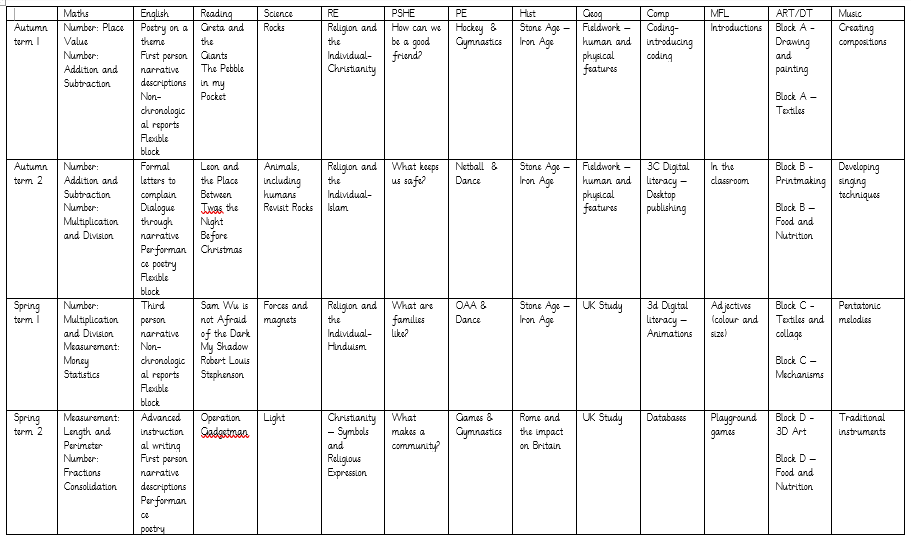 Maths English Reading Science RE PSHE PE Hist Geog Comp MFL ART/DT Music
Autumn
term 1
Number: Place
Value
Number:
Addition and
Subtraction
Poetry on a
theme
First person
narrative
descriptions
Non-
chronologic
al reports
Flexible
block
Greta and
the
Giants
The Pebble
in my
Pocket
Rocks
Religion and
the
Individual-
Christianity
How can we
be a good
friend?
Hockey &
Gymnastics
Stone Age –
Iron Age
Fieldwork –
human and
physical
features
Coding-
introducing
coding
Introductions
Block A -
Drawing
and
painting
Block A –
Textiles
Creating
compositions
Autumn
term 2
Number:
Addition and
Subtraction
Number:
Multiplication
and Division
Formal
letters to
complain
Dialogue
through
narrative
Performan
ce poetry
Flexible
block
Leon and
the Place
Between
Twas the
Night
Before
Christmas
Animals,
including
humans
Revisit Rocks
Religion and
the
Individual-
Islam
What keeps
us safe?
Netball &
Dance
Stone Age –
Iron Age
Fieldwork –
human and
physical
features
3C Digital
literacy –
Desktop
publishing
In the
classroom
Block B -
Printmaking
Block B –
Food and
Nutrition
Developing
singing
techniques
Spring
term 1
Number:
Multiplication
and Division
Measurement:
Money
Statistics
Third
person
narrative
Non-
chronologic
al reports
Flexible
block
Sam Wu is
not Afraid
of the Dark
My Shadow
Robert Louis
Stephenson
Forces and
magnets
Religion and
the
Individual-
Hinduism
What are
families
like?
OAA &
Dance
Stone Age –
Iron Age
UK Study
3d Digital
literacy –
Animations
Adjectives
(colour and
size)
Block C -
Textiles and
collage
Block C –
Mechanisms
Pentatonic
melodies
Spring
term 2
Measurement:
Length and
Perimeter
Number:
Fractions
Consolidation
Advanced
instruction
al writing
First person
narrative
descriptions
Performan
ce
poetry
Operation
Gadgetman
Light
Christianity
– Symbols
and
Religious
Expression
What
makes a
community?
Games &
Gymnastics
Rome and
the impact
on Britain
UK Study
Databases
Playground
games
Block D -
3D Art
Block D –
Food and
Nutrition
Traditional
instruments